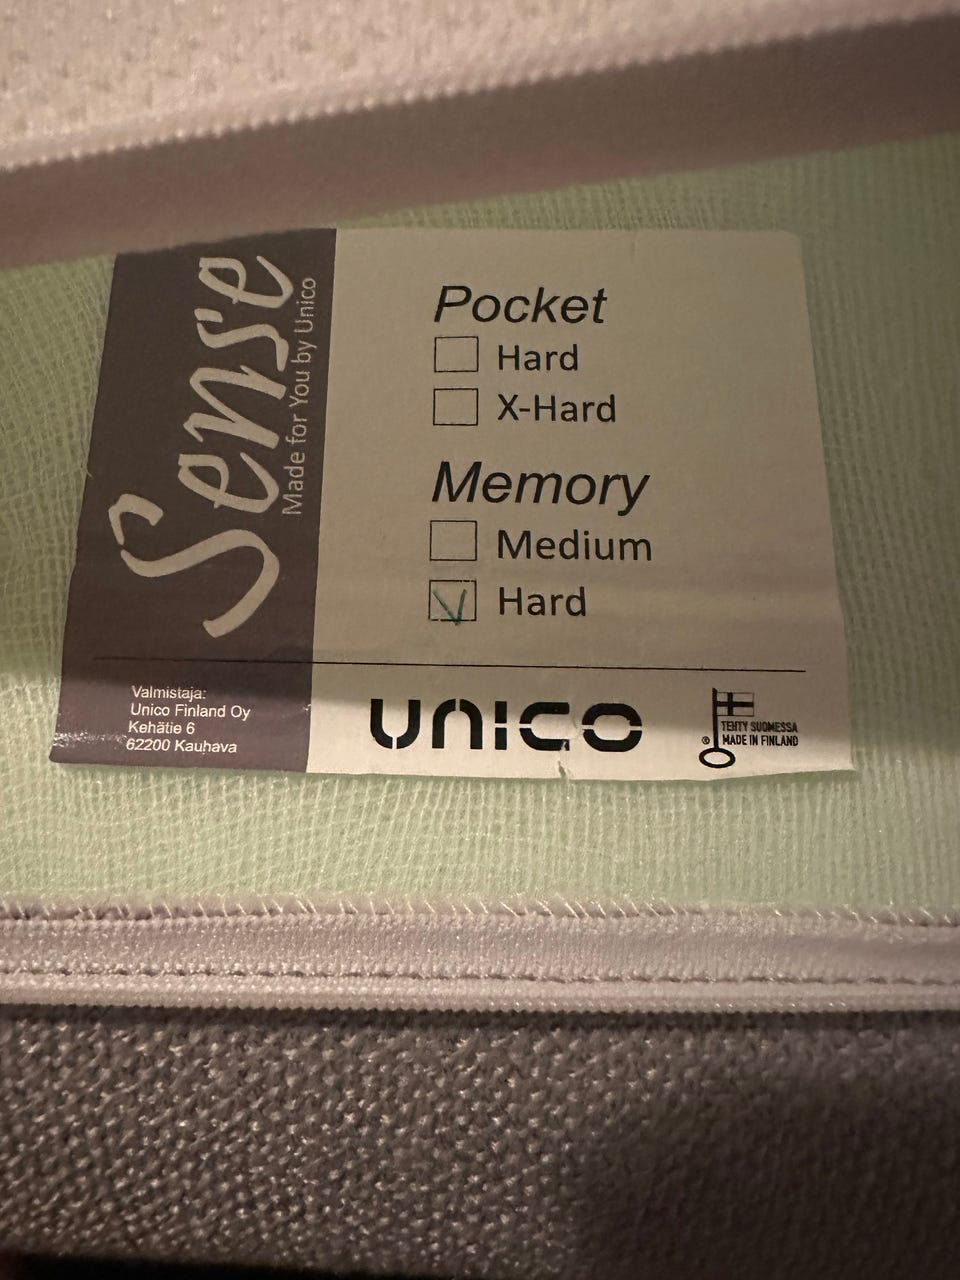 Sense
Made for You by Unico
Pocket
Hard
X-Hard
Memory
Medium
Hard
Valmistaja:
Unico Finland Oy
Kehätie 6
62200 Kauhava
UNICO
TEHTY SUOMESSA
® MADE IN FINLAND